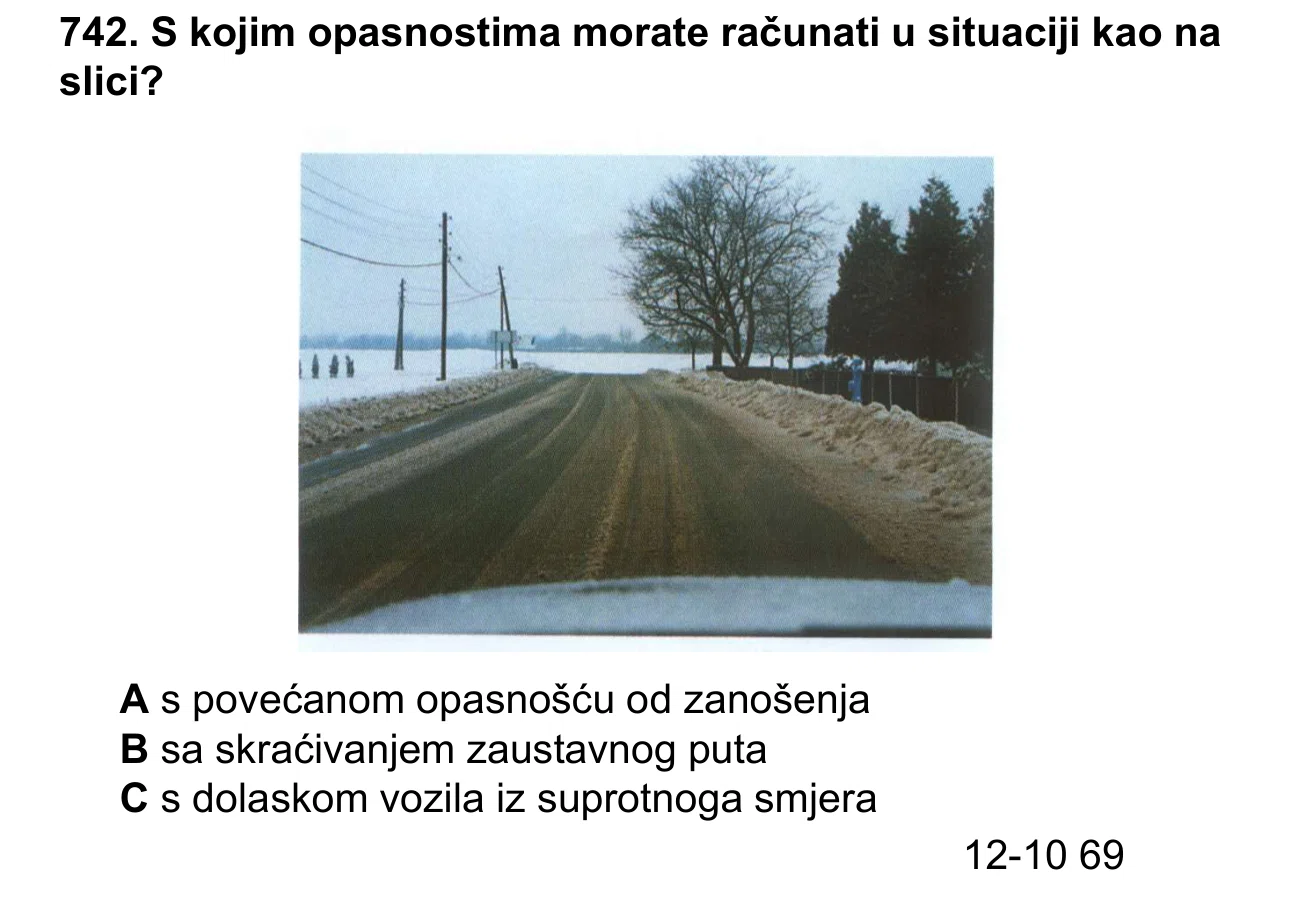 742. S kojim opasnostima morate računati u situaciji kao na
slici?
A s povećanom opasnošću od zanošenja
B sa skraćivanjem zaustavnog puta
C s dolaskom vozila iz suprotnoga smjera
12-10 69